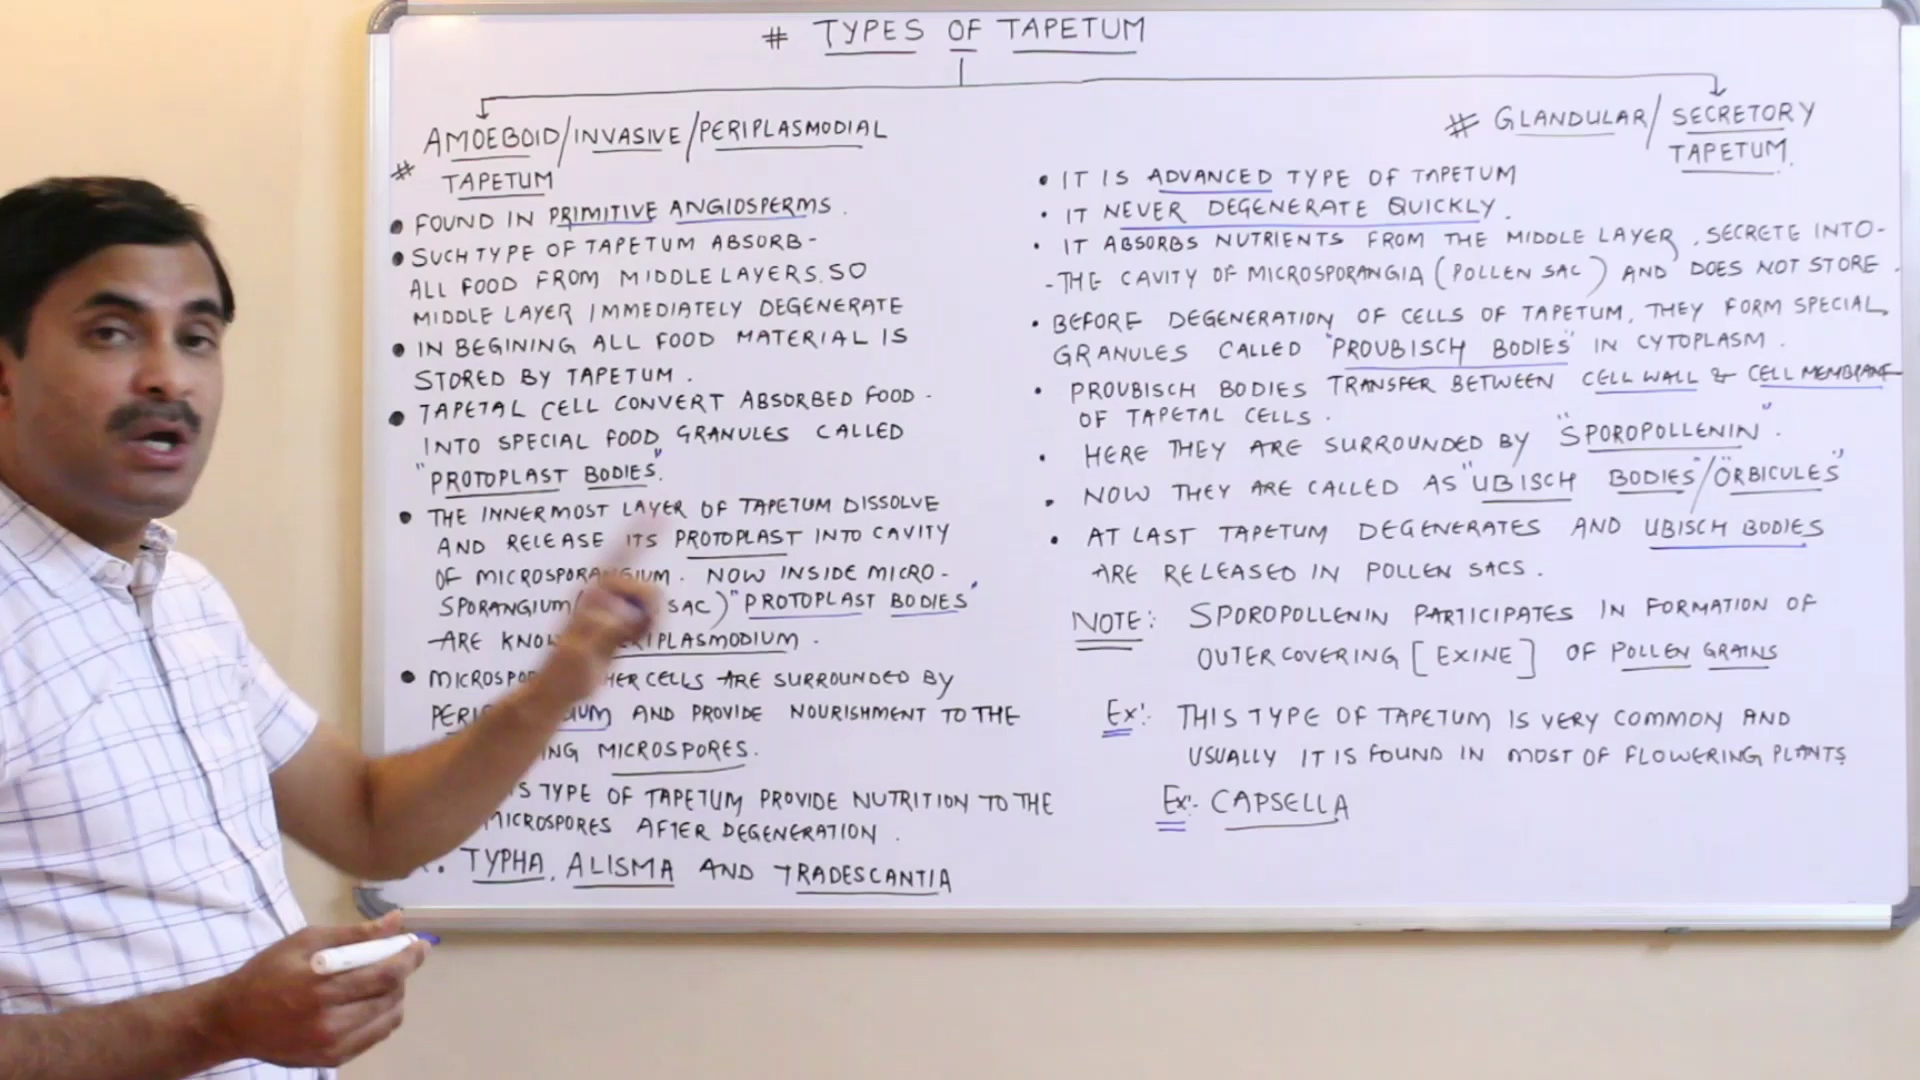 # TYPES OF TAPETUM
# AMOEBOID/INVASIVE/PERIPLASMODIAL
TAPETUM
• FOUND IN PRIMITIVE ANGIOSPERMS.
• SUCH TYPE OF TAPETUM ABSORB-
ALL FOOD FROM MIDDLE LAYERS. SO
MIDDLE LAYER IMMEDIATELY DEGENERATE
• IN BEGINING ALL FOOD MATERIAL IS
STORED BY TAPETUM.
• TAPETAL CELL CONVERT ABSORBED FOOD-
INTO SPECIAL FOOD GRANULES CALLED
"PROTOPLAST BODIES".
• THE INNERMOST LAYER OF TAPETUM DISSOLVE
AND RELEASE ITS PROTOPLAST INTO CAVITY
OF MICROSPORANGIUM. NOW INSIDE MICRO-
SPORANGIUM( SAC) "PROTOPLAST BODIES"
ARE
• ARE SURROUNDED BY
AND PROVIDE NOURISHMENT TO THE
MICROSPORES.
TYPE OF TAPETUM PROVIDE NUTRITION TO THE
MICROSPORES AFTER DEGENERATION.
. TYPHA, ALISMA AND TRADESCANTIA
# GLANDULAR/SECRETORY
TAPETUM.
• IT IS ADVANCED TYPE OF TAPETUM
• IT NEVER DEGENERATE QUICKLY.
• IT ABSORBS NUTRIENTS FROM THE MIDDLE LAYER, SECRETE INTO-
-THE CAVITY OF MICROSPORANGIA (POLLEN SAC) AND DOES NOT STORE.
• BEFORE DEGENERATION OF CELLS OF TAPETUM, THEY FORM SPECIAL
GRANULES CALLED "PROUBISCH BODIES" IN CYTOPLASM.
• PROUBISCH BODIES TRANSFER BETWEEN CELL WALL & CELL MEMBRANE
OF TAPETAL CELLS.
• HERE THEY ARE SURROUNDED BY "SPOROPOLLENIN".
• NOW THEY ARE CALLED AS "UBISCH BODIES"/"ORBICULES"
• AT LAST TAPETUM DEGENERATES AND UBISCH BODIES
ARE RELEASED IN POLLEN SACS.
NOTE: SPOROPOLLENIN PARTICIPATES IN FORMATION OF
OUTER COVERING [EXINE] OF POLLEN GRAINS
Ex:- THIS TYPE OF TAPETUM IS VERY COMMON AND
USUALLY IT IS FOUND IN MOST OF FLOWERING PLANTS
Ex:- CAPSELLA